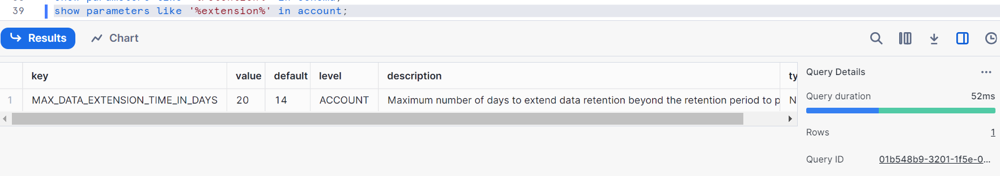 39 show parameters like '%extension%' in account;
Results Chart
key value default level description ty
1 MAX_DATA_EXTENSION_TIME_IN_DAYS 20 14 ACCOUNT Maximum number of days to extend data retention beyond the retention period to p N
Query Details ...
Query duration 52ms
Rows 1
Query ID 01b548b9-3201-1f5e-0...